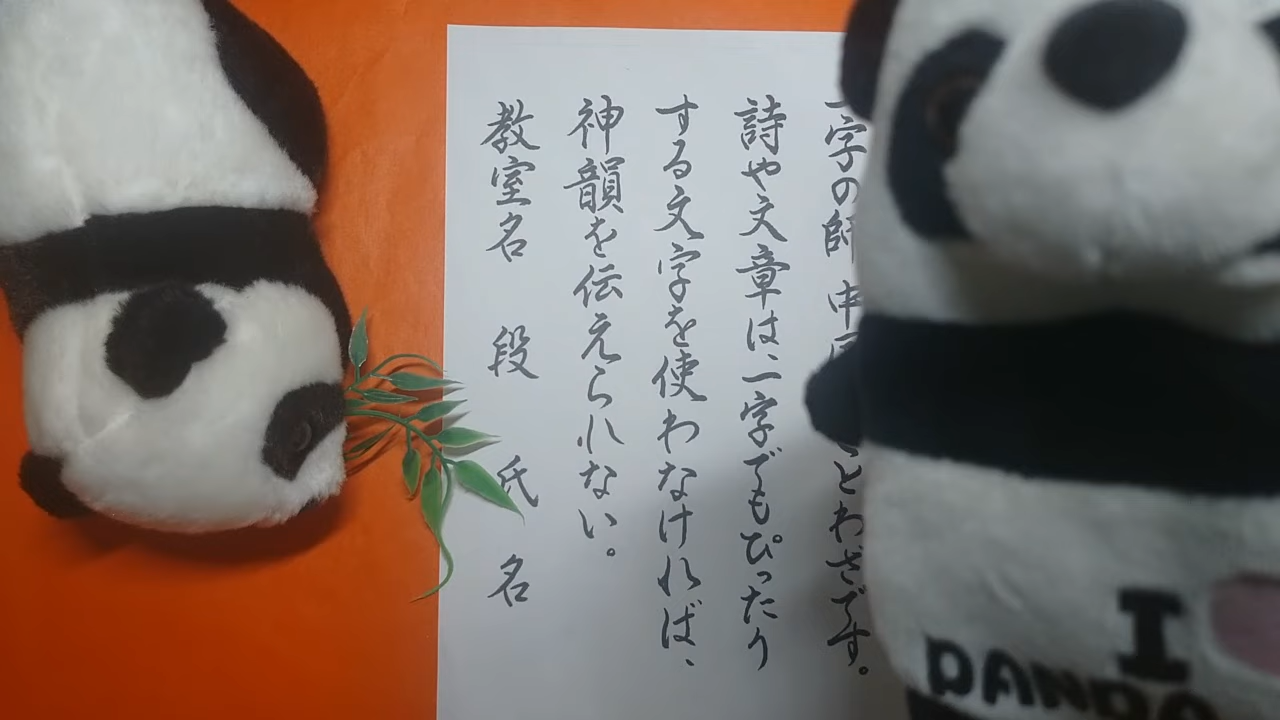 一字の師 中 とわざです。
詩や文章は、一字でもぴったり
する文字を使わなければ、
神韻を伝えられない。
教室名 段 氏名
I
PANDA